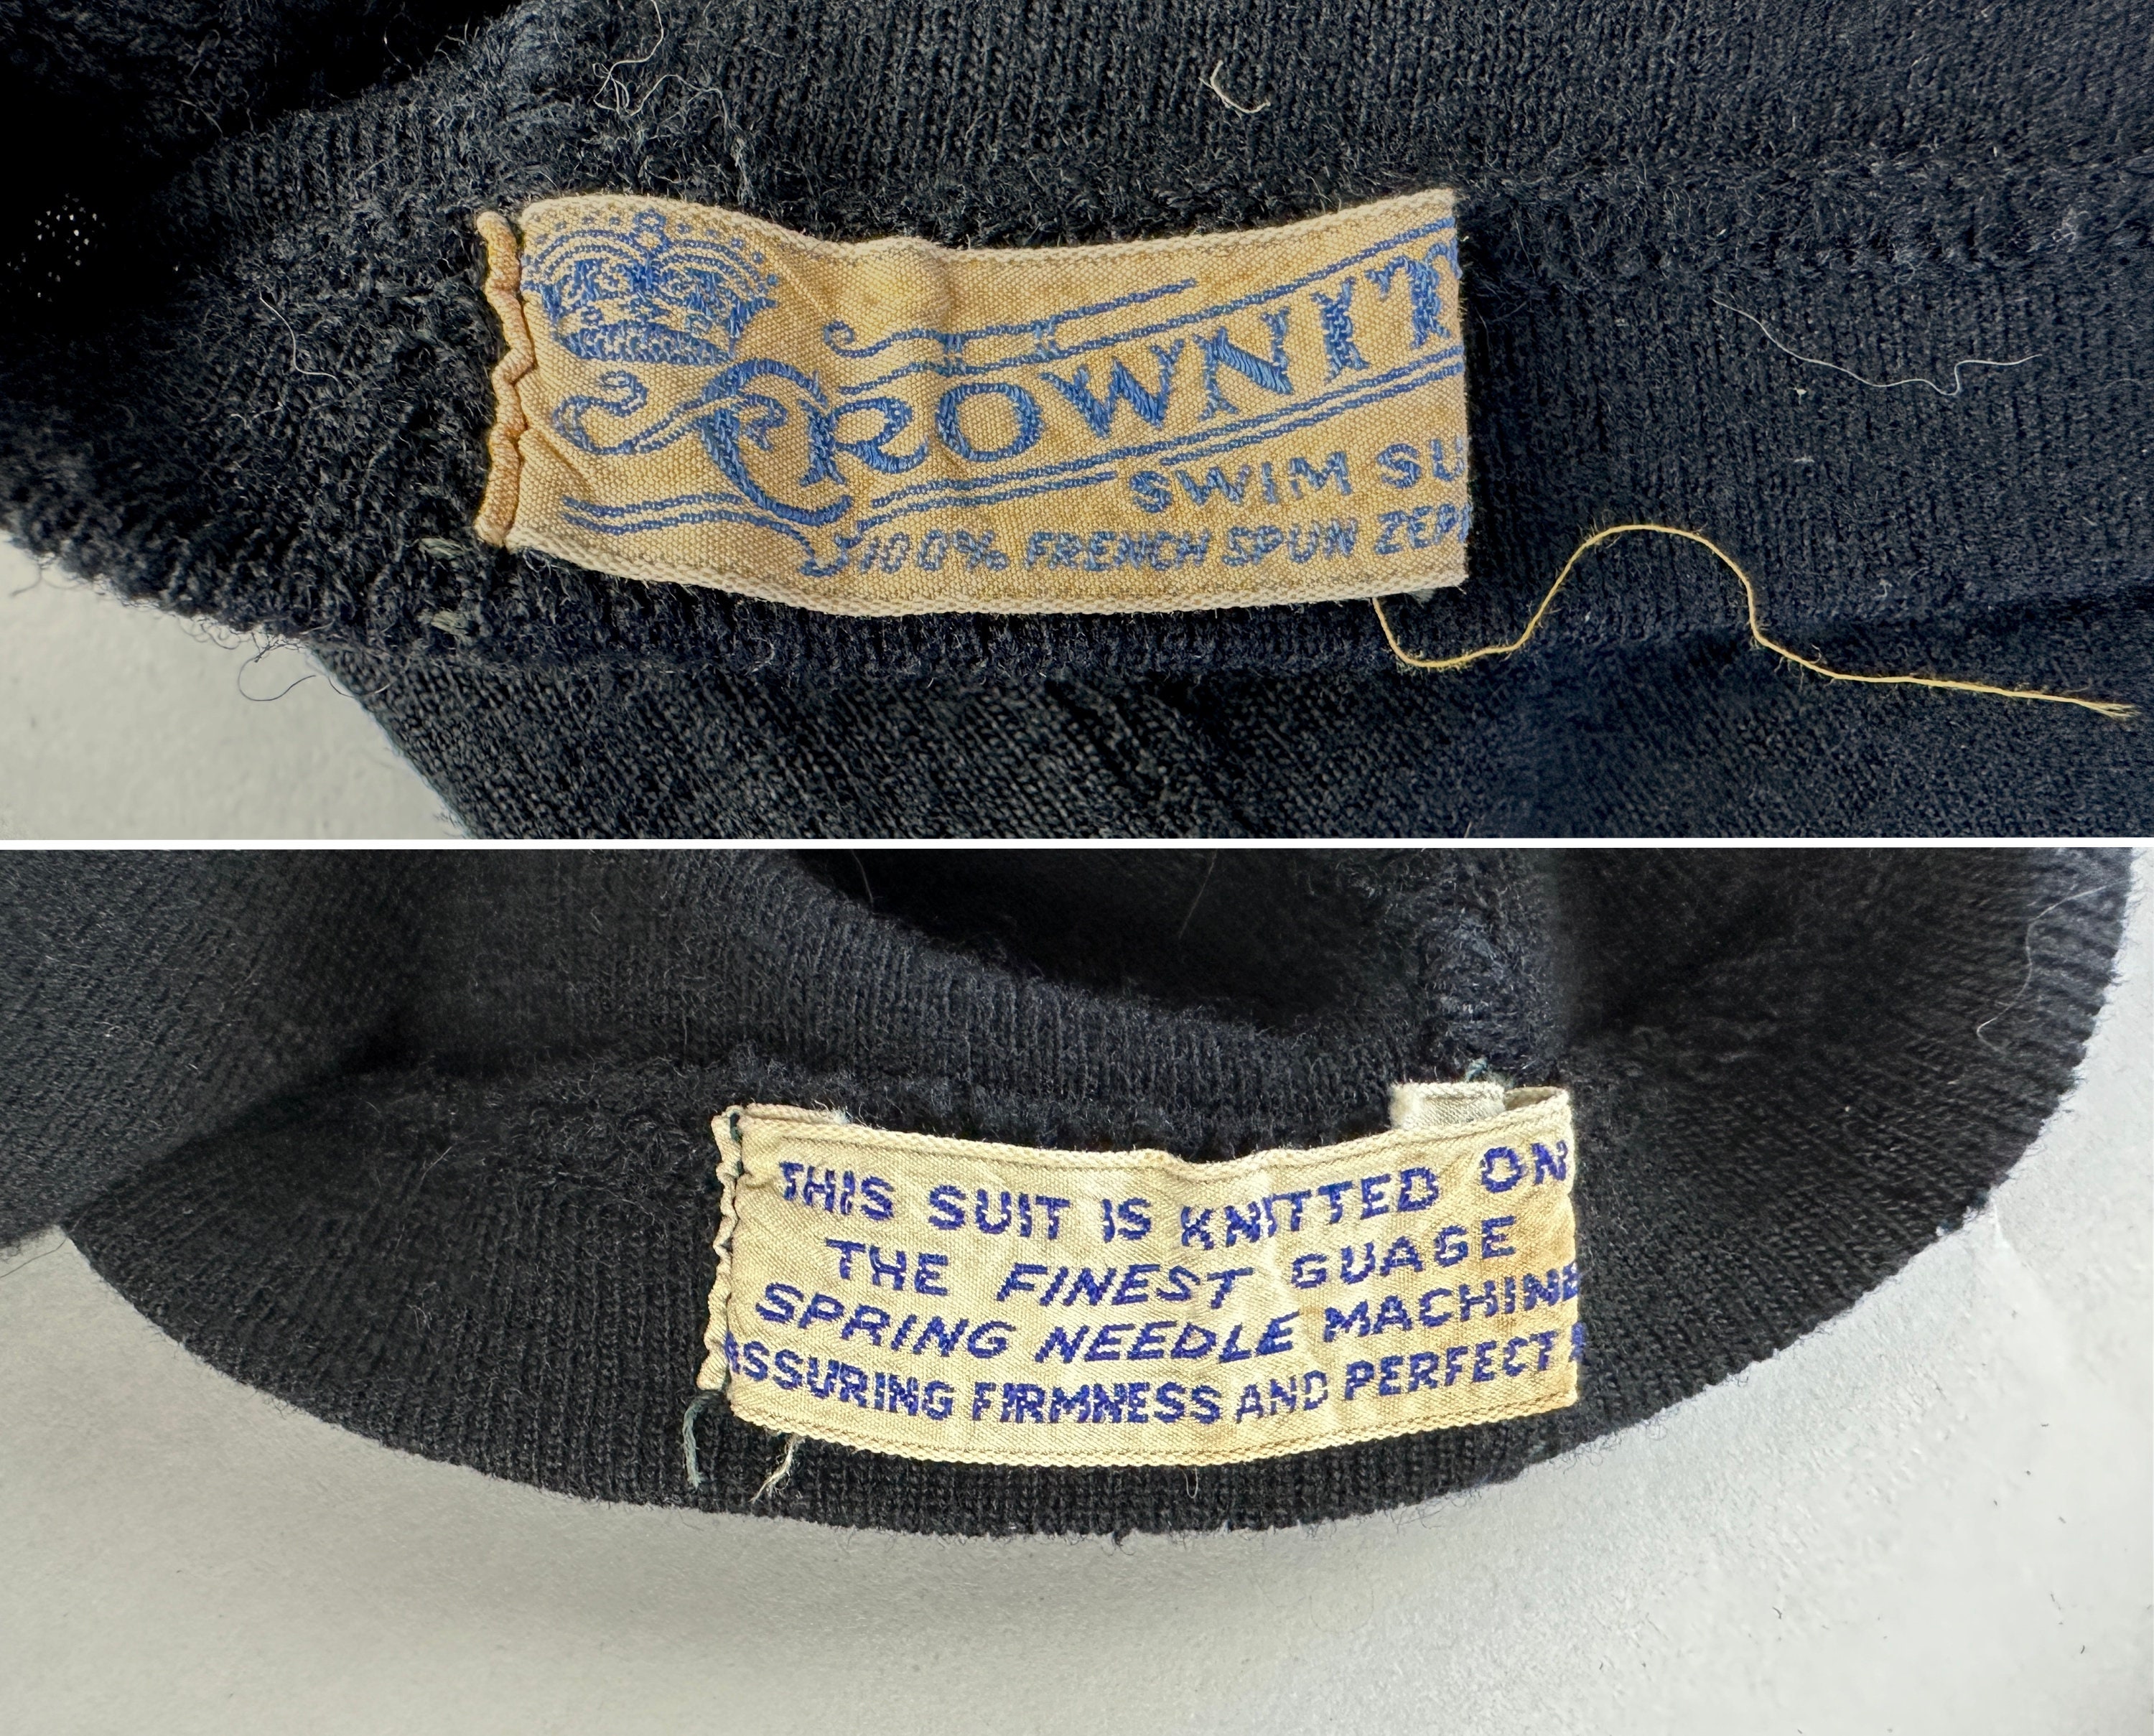 CROWNIT
SWIM SU
100% FRENCH SPUN ZEP
THIS SUIT IS KNITTED ON
THE FINEST GUAGE
SPRING NEEDLE MACHINE
ASSURING FIRMNESS AND PERFECT